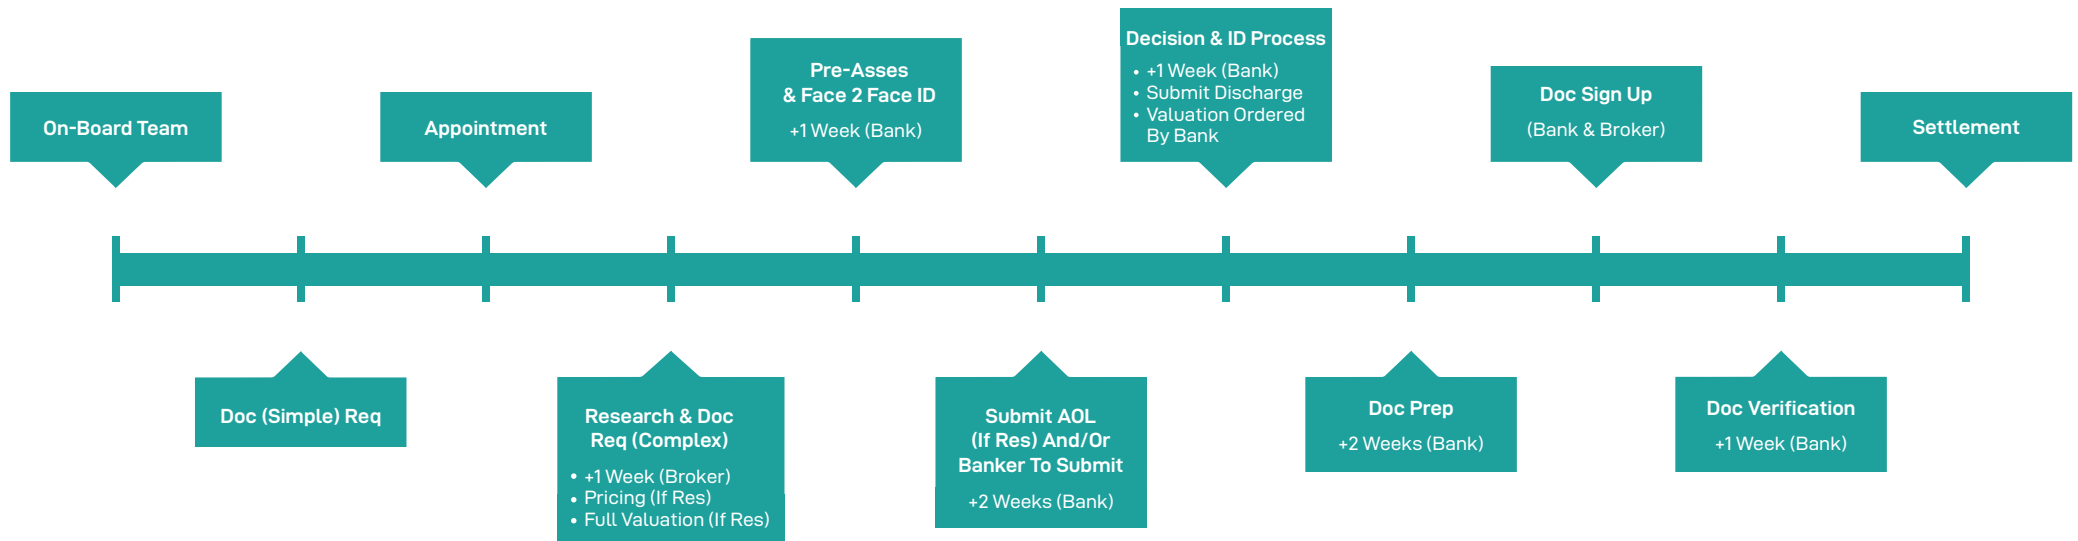 On-Board Team
Doc (Simple) Req
Appointment
Research & Doc
Req (Complex)
• +1 Week (Broker)
• Pricing (If Res)
• Full Valuation (If Res)
Pre-Asses
& Face 2 Face ID
+1 Week (Bank)
Submit AOL
(If Res) And/Or
Banker To Submit
+2 Weeks (Bank)
Decision & ID Process
• +1 Week (Bank)
• Submit Discharge
• Valuation Ordered
By Bank
Doc Prep
+2 Weeks (Bank)
Doc Sign Up
(Bank & Broker)
Doc Verification
+1 Week (Bank)
Settlement